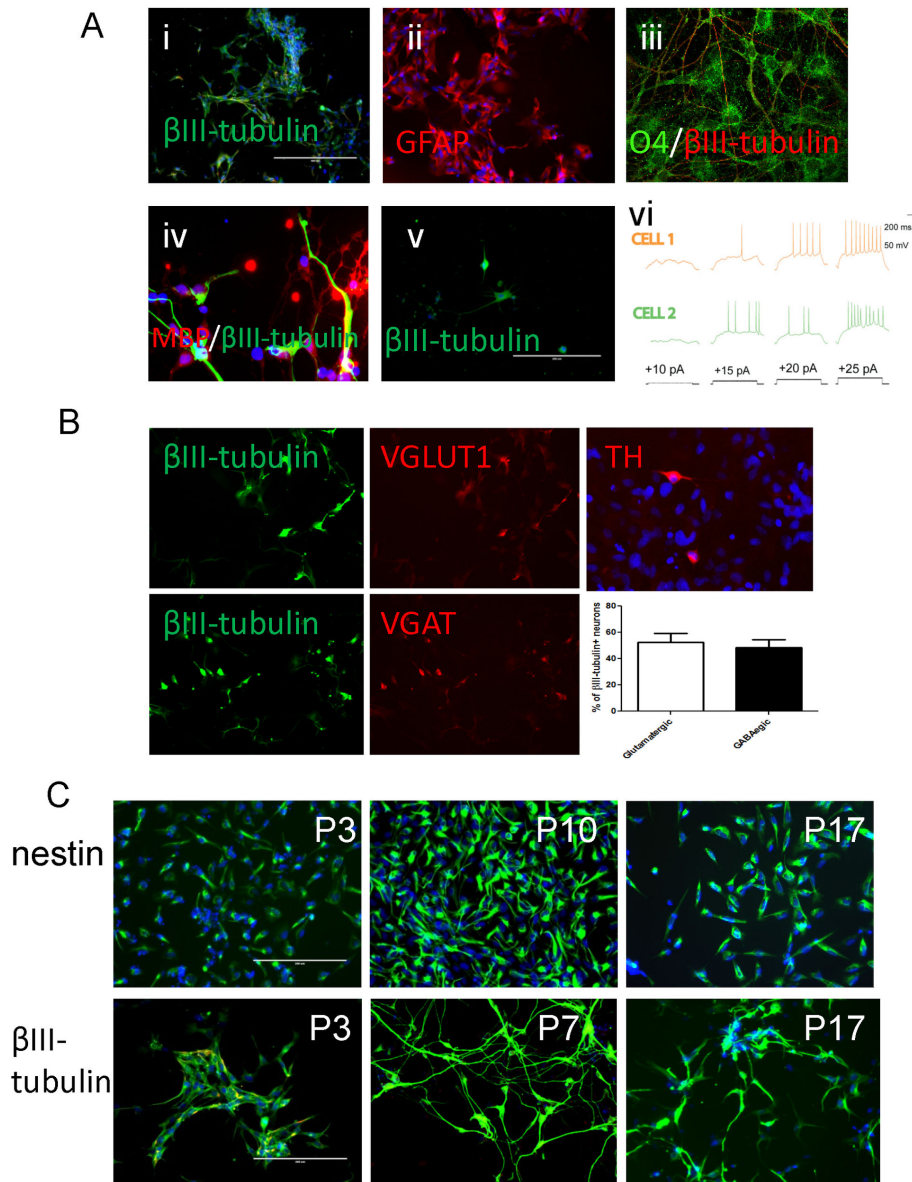 A
i
βIII-tubulin
ii
GFAP
iii
O4/βIII-tubulin
iv
MBP/βIII-tubulin
v
βIII-tubulin
vi
200 ms
50 mV
CELL 1
CELL 2
+10 pA
+15 pA
+20 pA
+25 pA
B
βIII-tubulin
VGLUT1
TH
βIII-tubulin
VGAT
% of βIII-tubulin+ neurons
80
60
40
20
0
Glutamatergic
GABAegic
C
nestin
P3
P10
P17
βIII-
tubulin
P3
P7
P17